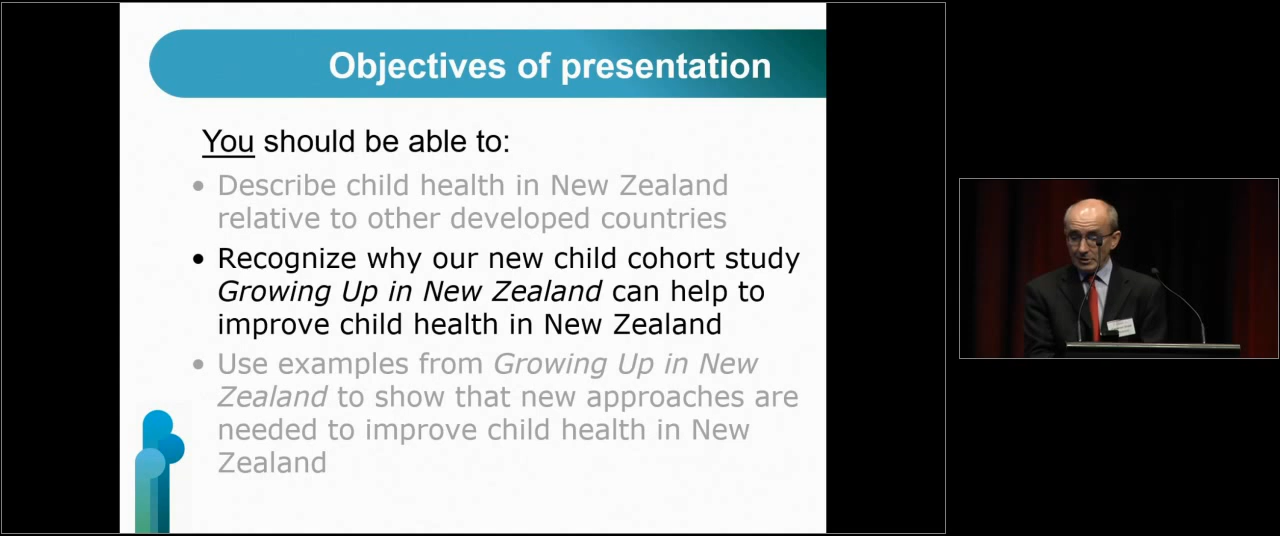 Objectives of presentation
You should be able to:
• Describe child health in New Zealand
relative to other developed countries
• Recognize why our new child cohort study
Growing Up in New Zealand can help to
improve child health in New Zealand
• Use examples from Growing Up in New
Zealand to show that new approaches are
needed to improve child health in New
Zealand